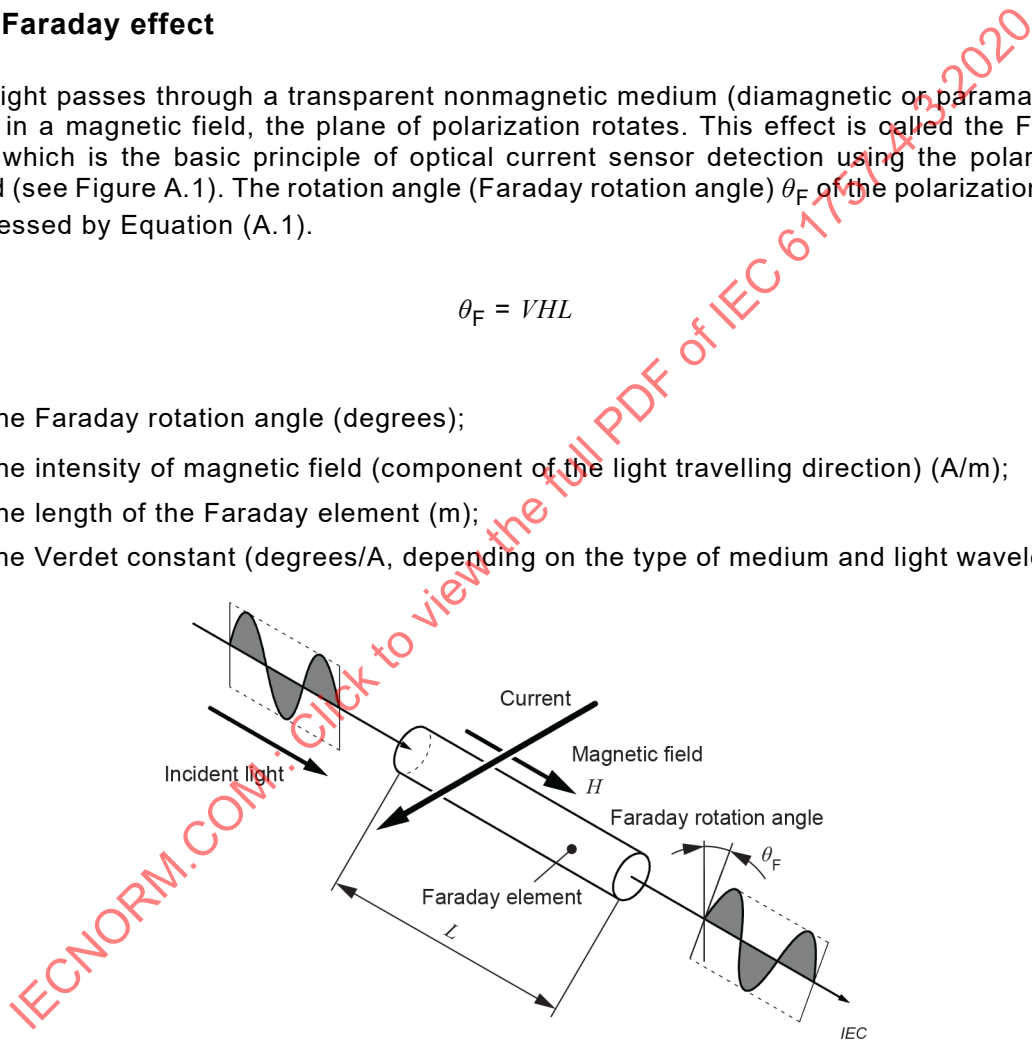 Faraday effect
ight passes through a transparent nonmagnetic medium (diamagnetic or parama
in a magnetic field, the plane of polarization rotates. This effect is called the F
which is the basic principle of optical current sensor detection using the polar
d (see Figure A.1). The rotation angle (Faraday rotation angle) θF of the polarization
essed by Equation (A.1).
θF = VHL
he Faraday rotation angle (degrees);
he intensity of magnetic field (component of the light travelling direction) (A/m);
he length of the Faraday element (m);
he Verdet constant (degrees/A, depending on the type of medium and light wavele
Current
Magnetic field
H
Incident light
Faraday rotation angle
θF
Faraday element
L
IEC
IECNORM.COM : Click to view the full PDF of IEC 61757-4-3:2020